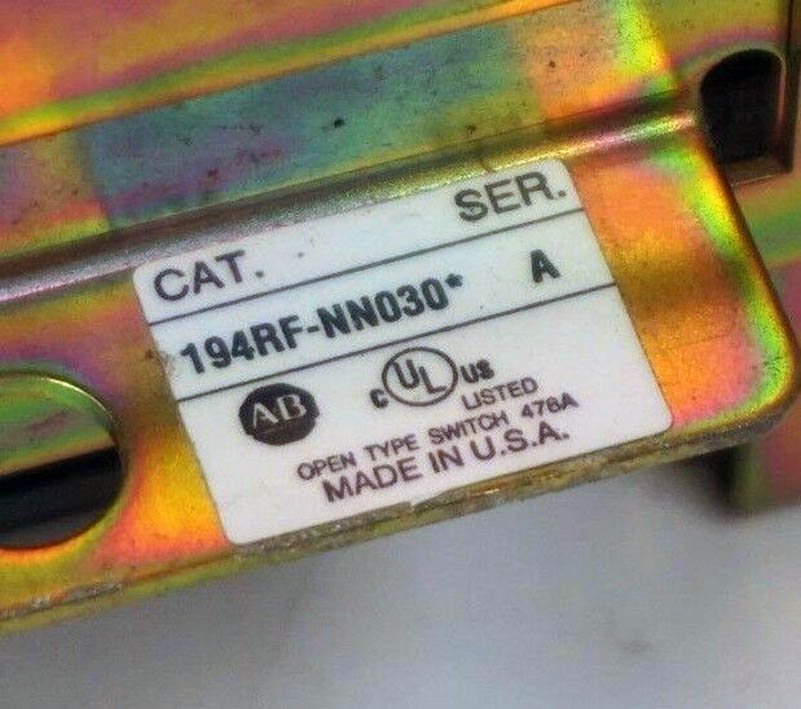 CAT. SER.
194RF-NN030* A
AB
C UL US
LISTED
OPEN TYPE SWITCH 476A
MADE IN U.S.A.